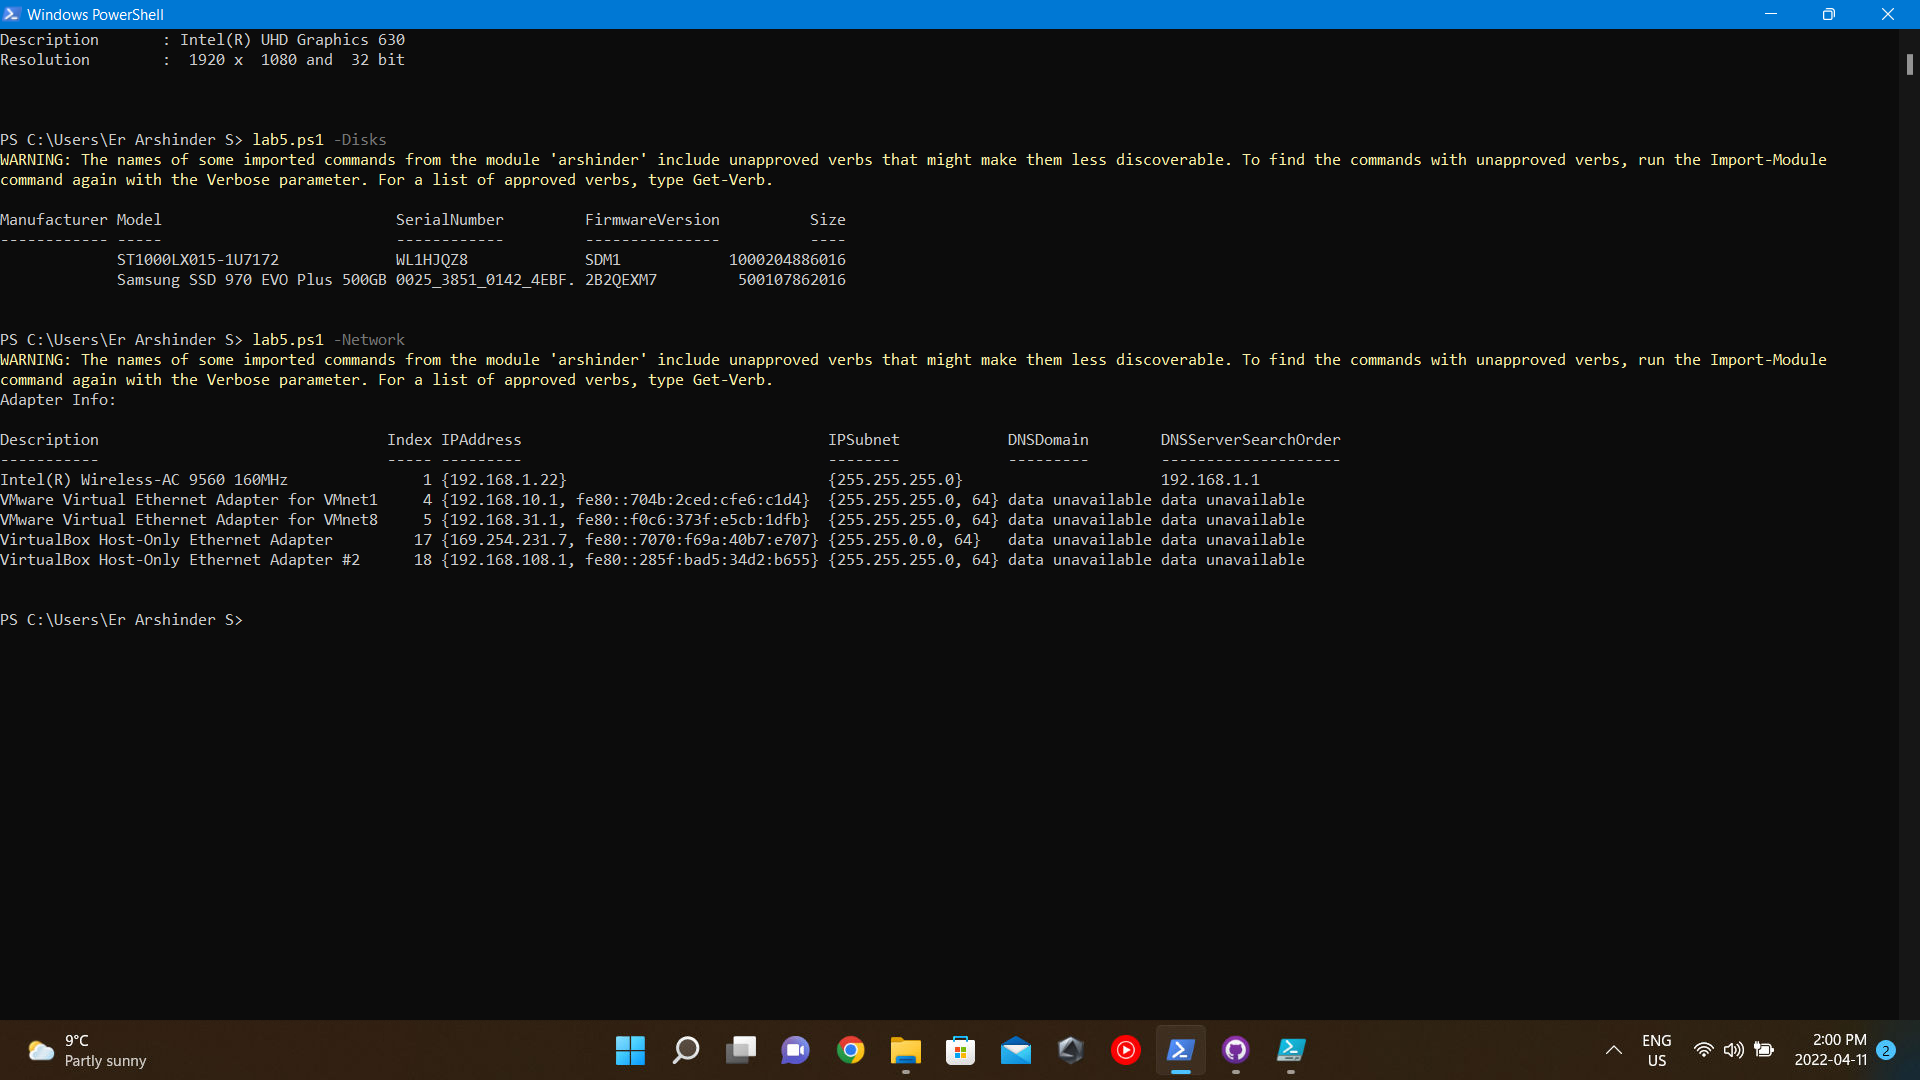 Windows PowerShell
Description       : Intel(R) UHD Graphics 630
Resolution        :  1920 x  1080 and  32 bit
PS C:\Users\Er Arshinder S> lab5.ps1 -Disks
WARNING: The names of some imported commands from the module 'arshinder' include unapproved verbs that might make them less discoverable. To find the commands with unapproved verbs, run the Import-Module
command again with the Verbose parameter. For a list of approved verbs, type Get-Verb.
Manufacturer Model                          SerialNumber         FirmwareVersion          Size
------------ -----                          ------------         ---------------          ----
             ST1000LX015-1U7172             WL1HJQZ8             SDM1            1000204886016
             Samsung SSD 970 EVO Plus 500GB 0025_3851_0142_4EBF. 2B2QEXM7         500107862016
PS C:\Users\Er Arshinder S> lab5.ps1 -Network
WARNING: The names of some imported commands from the module 'arshinder' include unapproved verbs that might make them less discoverable. To find the commands with unapproved verbs, run the Import-Module
command again with the Verbose parameter. For a list of approved verbs, type Get-Verb.
Adapter Info:
Description                                Index IPAddress                                  IPSubnet            DNSDomain        DNSServerSearchOrder
-----------                                ----- ---------                                  --------            ---------        --------------------
Intel(R) Wireless-AC 9560 160MHz               1 {192.168.1.22}                             {255.255.255.0}                      192.168.1.1
VMware Virtual Ethernet Adapter for VMnet1     4 {192.168.10.1, fe80::704b:2ced:cfe6:c1d4}  {255.255.255.0, 64} data unavailable data unavailable
VMware Virtual Ethernet Adapter for VMnet8     5 {192.168.31.1, fe80::f0c6:373f:e5cb:1dfb}  {255.255.255.0, 64} data unavailable data unavailable
VirtualBox Host-Only Ethernet Adapter         17 {169.254.231.7, fe80::7070:f69a:40b7:e707} {255.255.0.0, 64}   data unavailable data unavailable
VirtualBox Host-Only Ethernet Adapter #2      18 {192.168.108.1, fe80::285f:bad5:34d2:b655} {255.255.255.0, 64} data unavailable data unavailable
PS C:\Users\Er Arshinder S>
9°C
Partly sunny
ENG
US
2:00 PM
2022-04-11
2